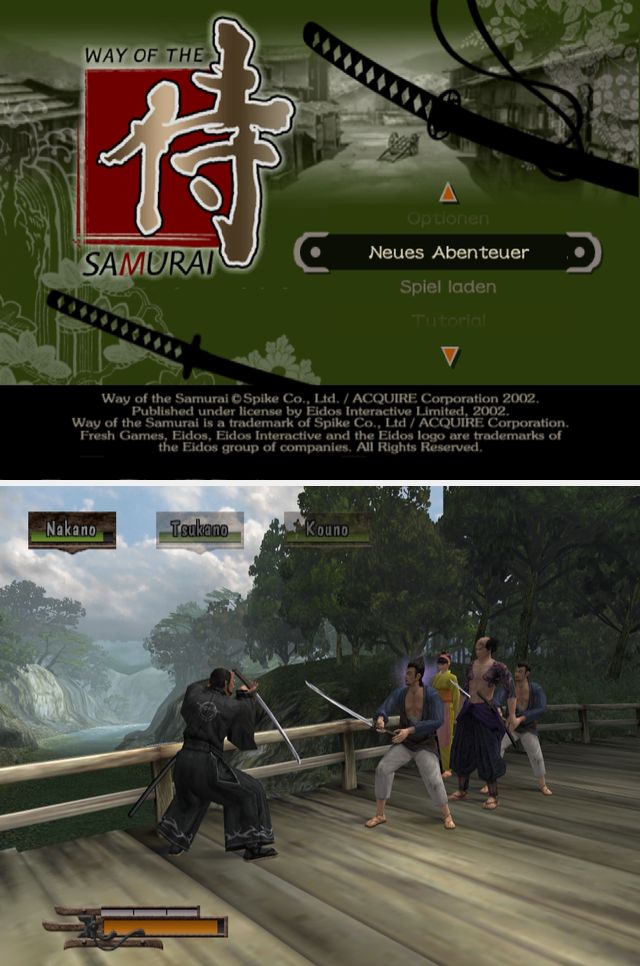 WAY OF THE
侍
SAMURAI
Optionen
Neues Abenteuer
Spiel laden
Tutorial
Way of the Samurai © Spike Co., Ltd. / ACQUIRE Corporation 2002.
Published under license by Eidos Interactive Limited, 2002.
Way of the Samurai is a trademark of Spike Co., Ltd / ACQUIRE Corporation.
Fresh Games, Eidos, Eidos Interactive and the Eidos logo are trademarks of
the Eidos group of companies. All Rights Reserved.
Nakano
Tsukano
Kouno